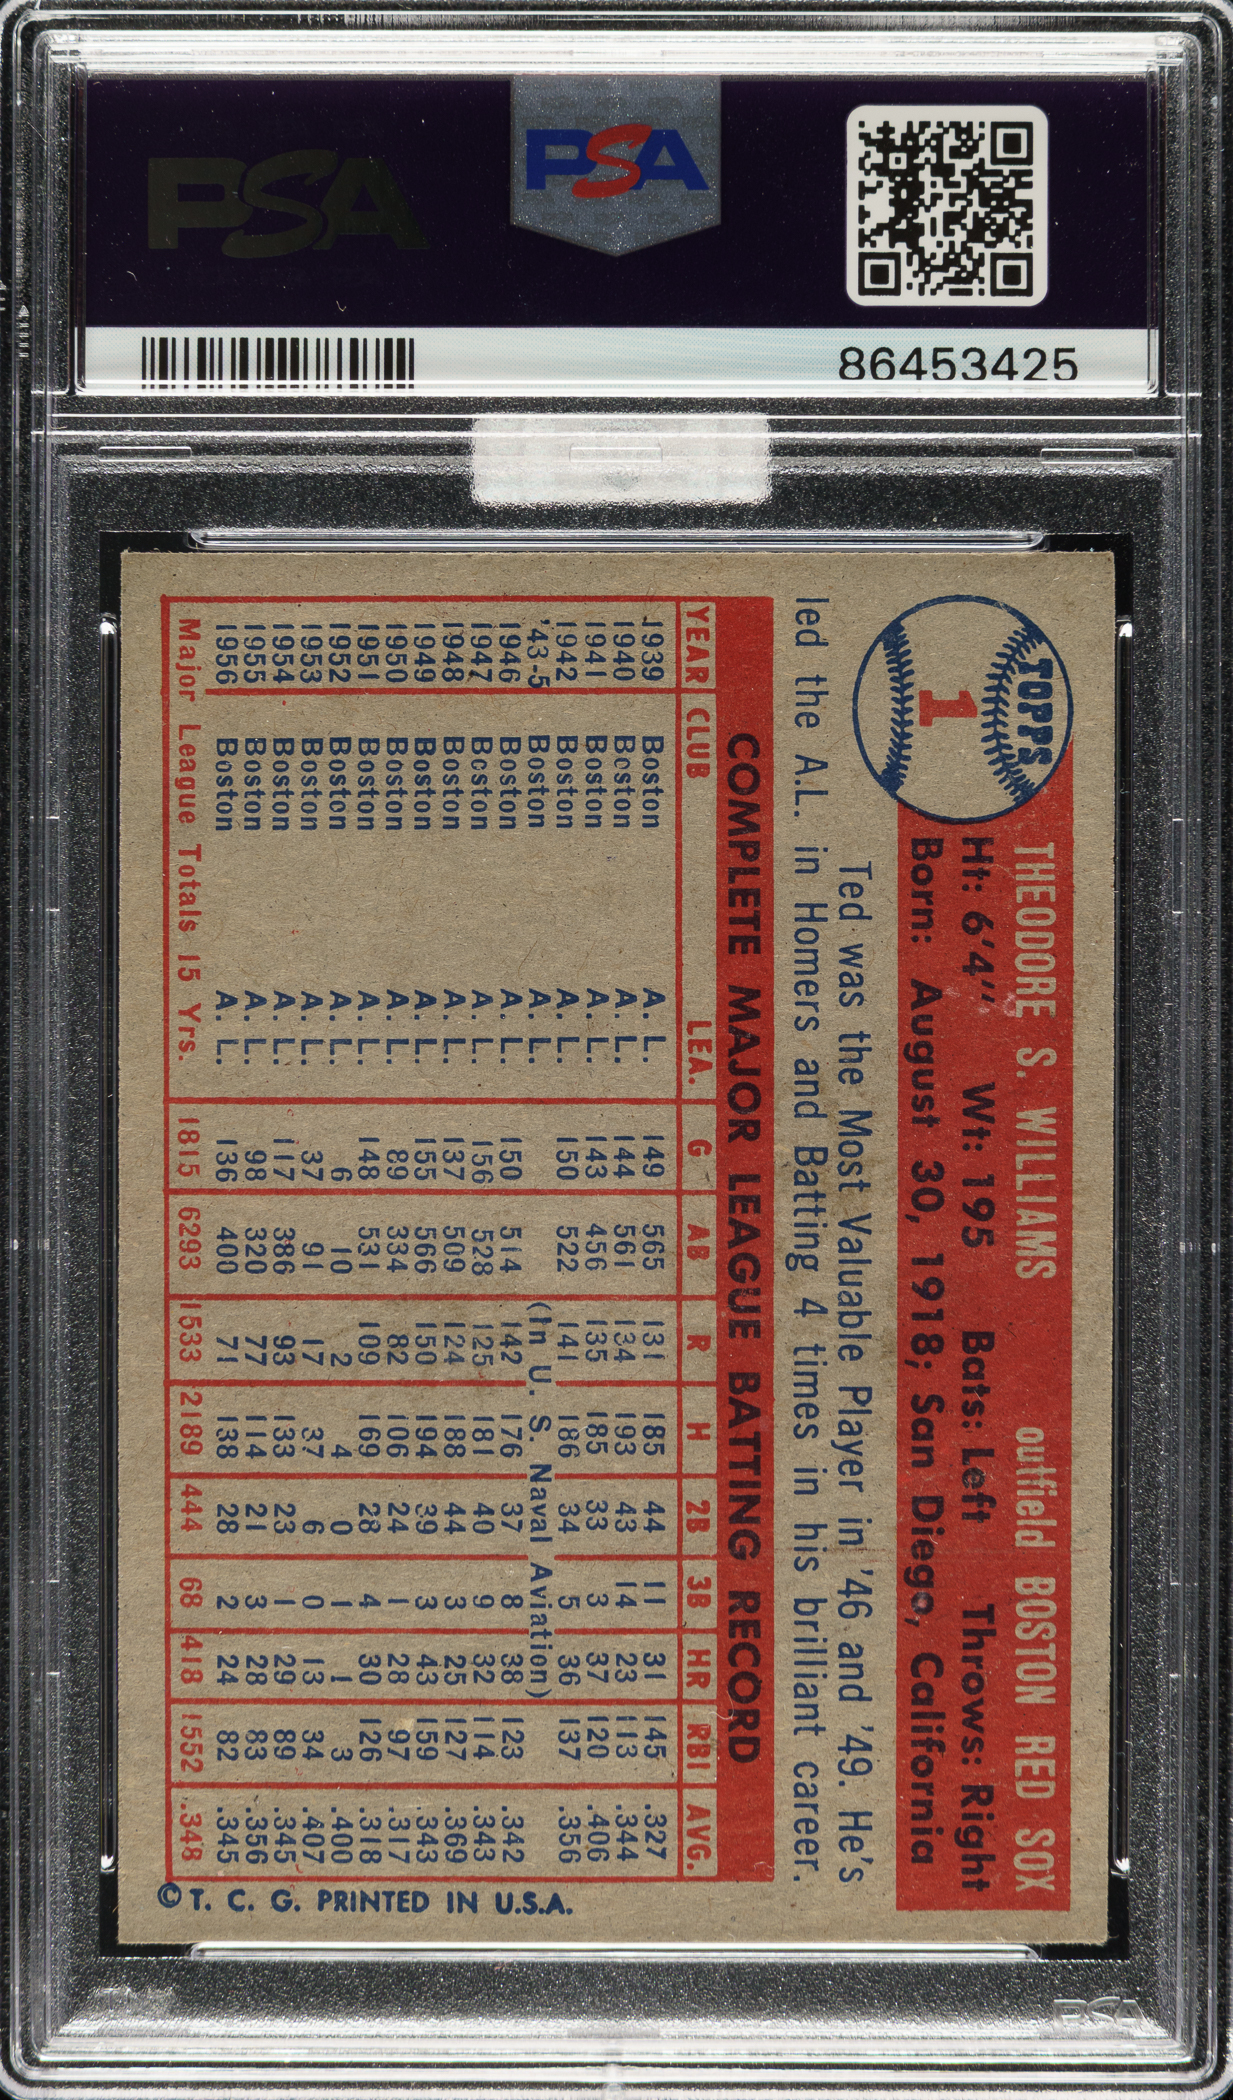 PSA
PSA
86453425
TOPPS
1
THEODORE S. WILLIAMS outfield BOSTON RED SOX
Ht: 6'4" Wt: 195 Bats: Left Throws: Right
Born: August 30, 1918; San Diego, California
Ted was the Most Valuable Player in '46 and '49. He's
led the A.L. in Homers and Batting 4 times in his brilliant career.
COMPLETE MAJOR LEAGUE BATTING RECORD
YEAR CLUB LEA. G AB R H 2B 3B HR RBI AVG.
1939 Boston A. L. 149 565 131 185 44 11 31 145 .327
1940 Boston A. L. 144 561 134 193 43 14 23 113 .344
1941 Boston A. L. 143 456 135 185 33 3 37 120 .406
1942 Boston A. L. 150 522 141 186 34 5 36 137 .356
'43-5 Boston A. L. (In U. S. Naval Aviation)
1946 Boston A. L. 150 514 142 176 37 8 38 123 .342
1947 Boston A. L. 156 528 125 181 40 9 32 114 .343
1948 Boston A. L. 137 509 124 188 44 3 25 127 .369
1949 Boston A. L. 155 566 150 194 39 3 43 159 .343
1950 Boston A. L. 89 334 82 106 24 1 28 97 .317
1951 Boston A. L. 148 531 109 169 28 4 30 126 .318
1952 Boston A. L. 6 10 2 4 0 1 1 3 .400
1953 Boston A. L. 37 91 17 37 6 0 13 34 .407
1954 Boston A. L. 117 386 93 133 23 1 29 89 .345
1955 Boston A. L. 98 320 77 114 21 3 28 83 .356
1956 Boston A. L. 136 400 71 138 28 2 24 82 .345
Major League Totals 15 Yrs. 1815 6293 1533 2189 444 68 418 1552 .348
© T. C. G. PRINTED IN U.S.A.
PSA